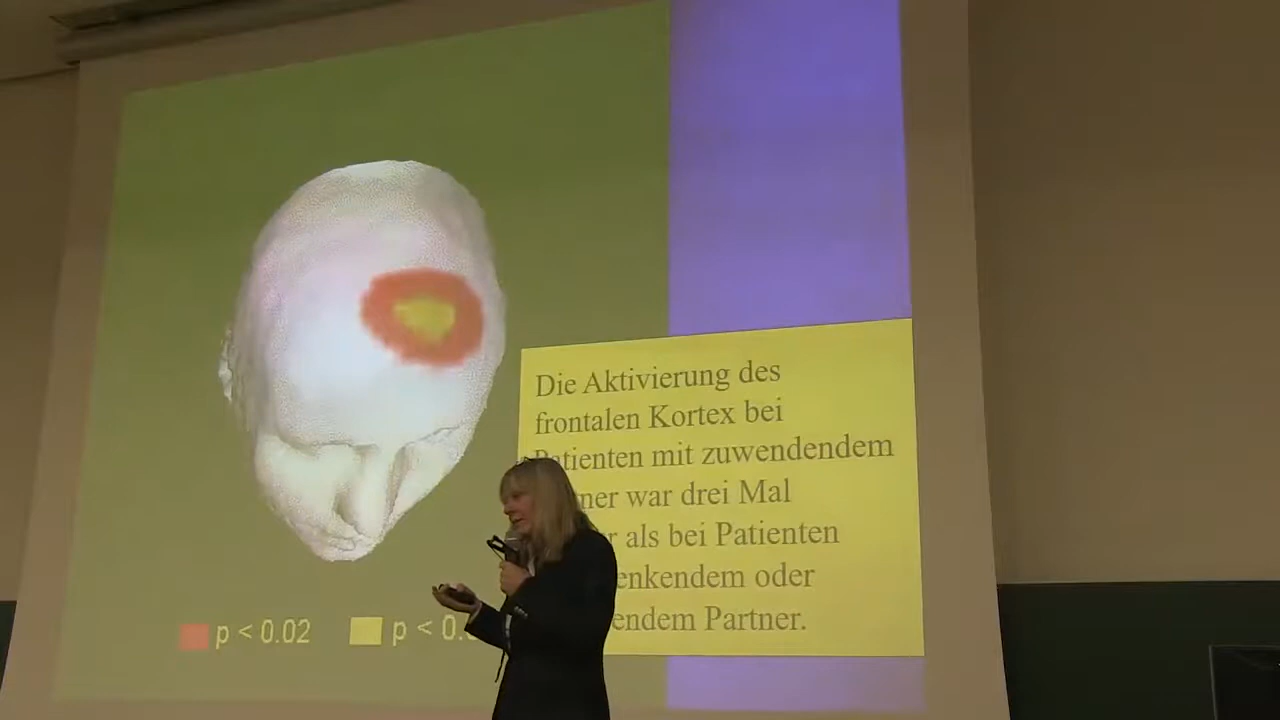 Die Aktivierung des
frontalen Kortex bei
Patienten mit zuwendendem
war drei Mal
als bei Patienten
oder
Partner.
p < 0.02
p < 0.